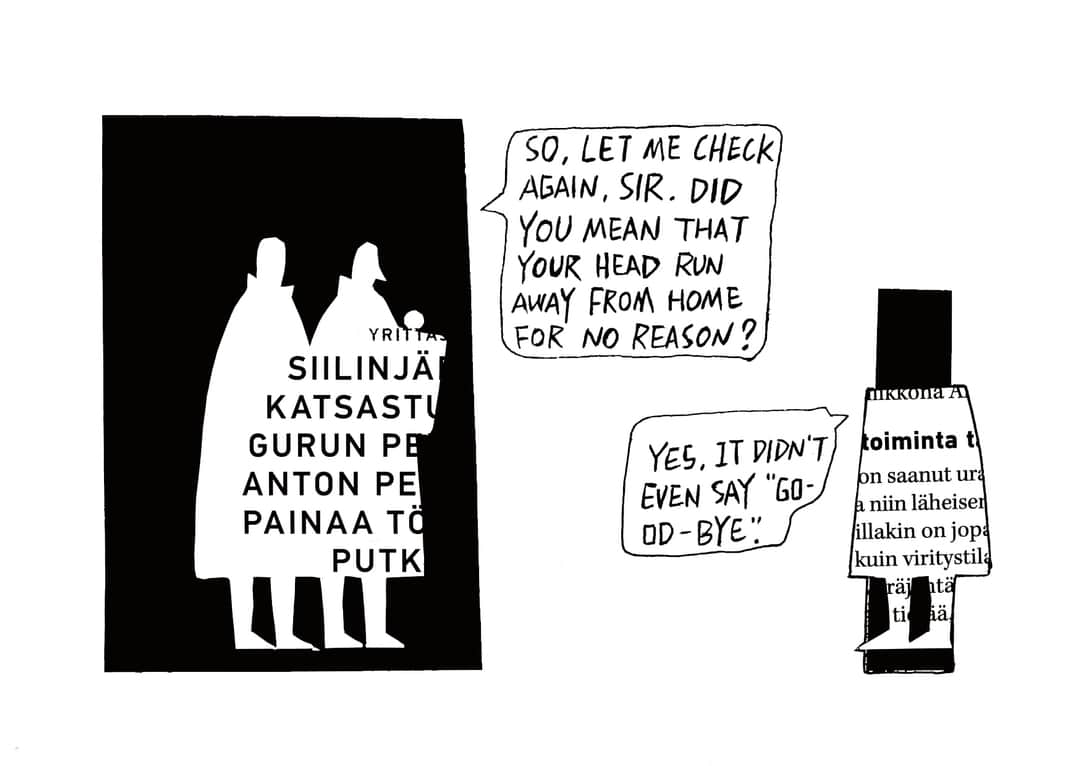 SO, LET ME CHECK
AGAIN, SIR. DID
YOU MEAN THAT
YOUR HEAD RUN
AWAY FROM HOME
FOR NO REASON?
YRITTÄS
SIILINJÄ
KATSASTU
GURUN PE
ANTON PE
PAINAA TÖ
PUTK
YES, IT DIDN'T
EVEN SAY "GO-
OD-BYE".
toiminta t
on saanut ura
a niin läheisen
illakin on jopa
kuin viritystila